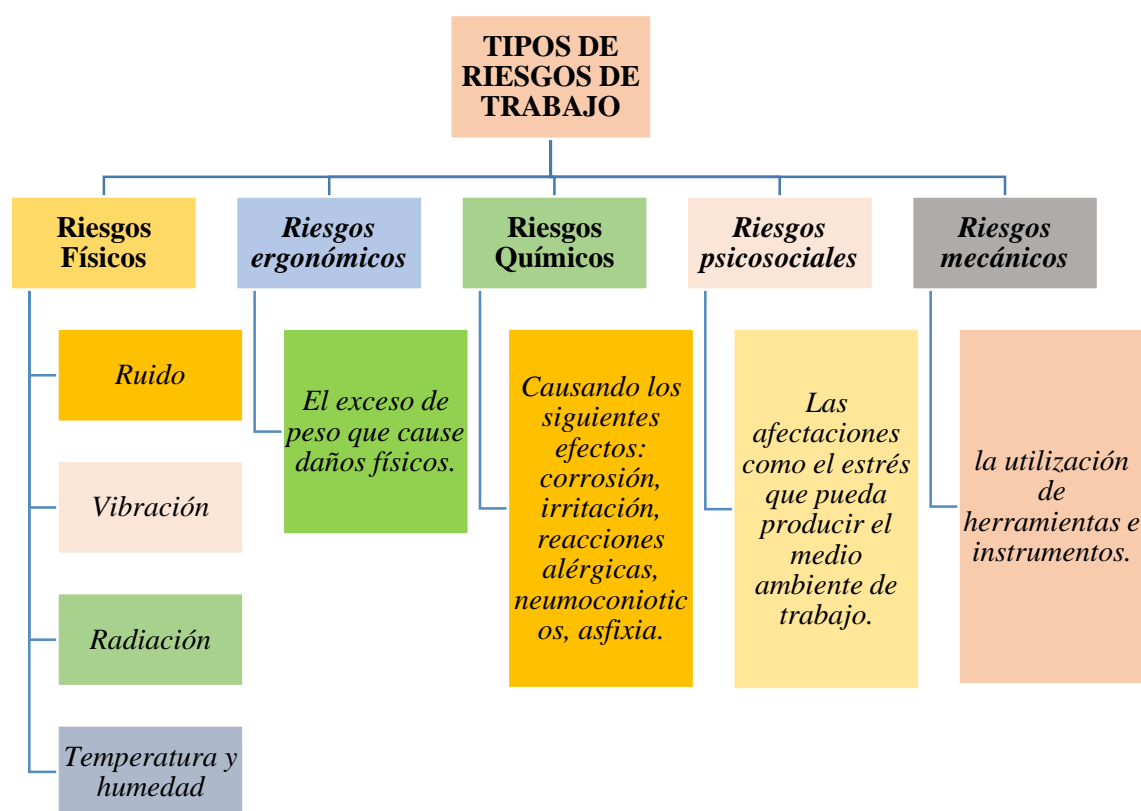 TIPOS DE
RIESGOS DE
TRABAJO
Riesgos
Físicos
Ruido
Vibración
Radiación
Temperatura y
humedad
Riesgos
ergonómicos
El exceso de
peso que cause
daños físicos.
Riesgos
Químicos
Causando los
siguientes
efectos:
corrosión,
irritación,
reacciones
alérgicas,
neumoconiotic
os, asfixia.
Riesgos
psicosociales
Las
afectaciones
como el estrés
que pueda
producir el
medio
ambiente de
trabajo.
Riesgos
mecánicos
la utilización
de
herramientas e
instrumentos.